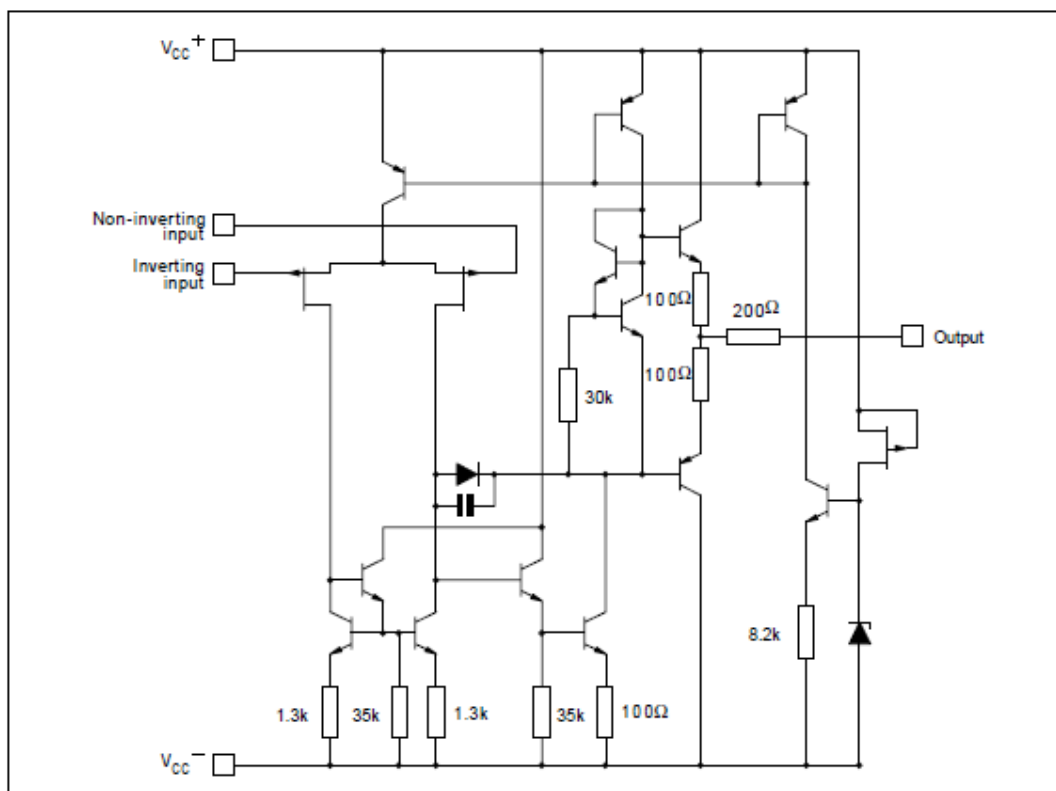 VCC+
Non-inverting
input
Inverting
input
100Ω
200Ω
Output
100Ω
30k
8.2k
1.3k
35k
1.3k
35k
100Ω
VCC−